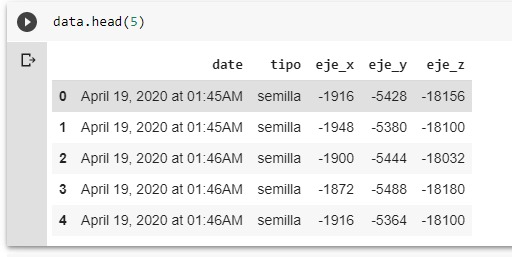 data.head(5)
date tipo eje_x eje_y eje_z
0 April 19, 2020 at 01:45AM semilla -1916 -5428 -18156
1 April 19, 2020 at 01:45AM semilla -1948 -5380 -18100
2 April 19, 2020 at 01:46AM semilla -1900 -5444 -18032
3 April 19, 2020 at 01:46AM semilla -1872 -5488 -18180
4 April 19, 2020 at 01:46AM semilla -1916 -5364 -18100